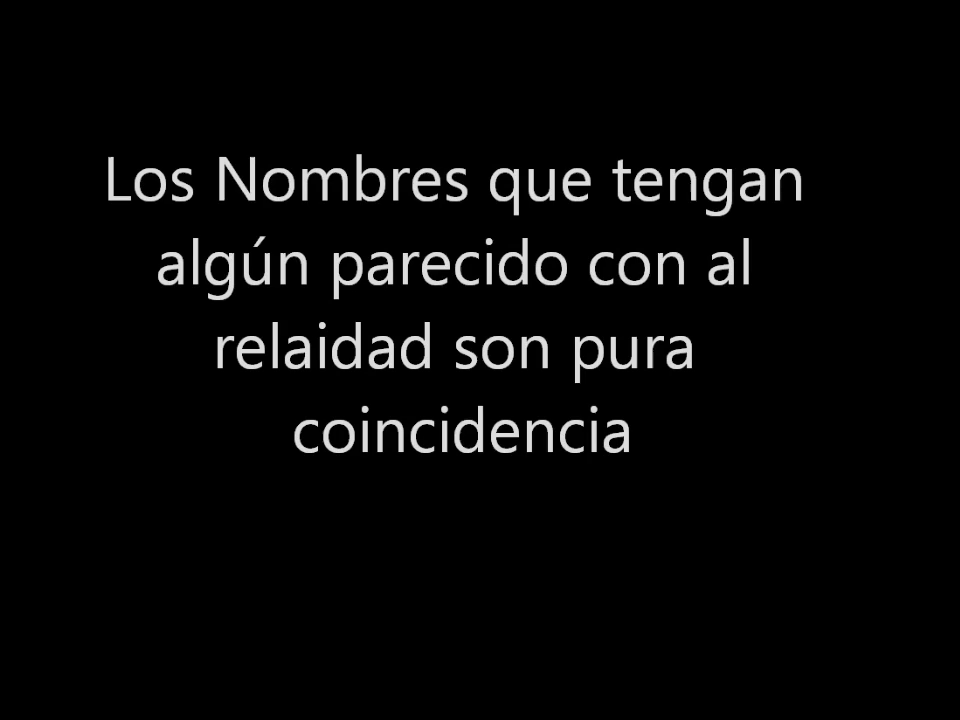 Los Nombres que tengan
algún parecido con al
relaidad son pura
coincidencia